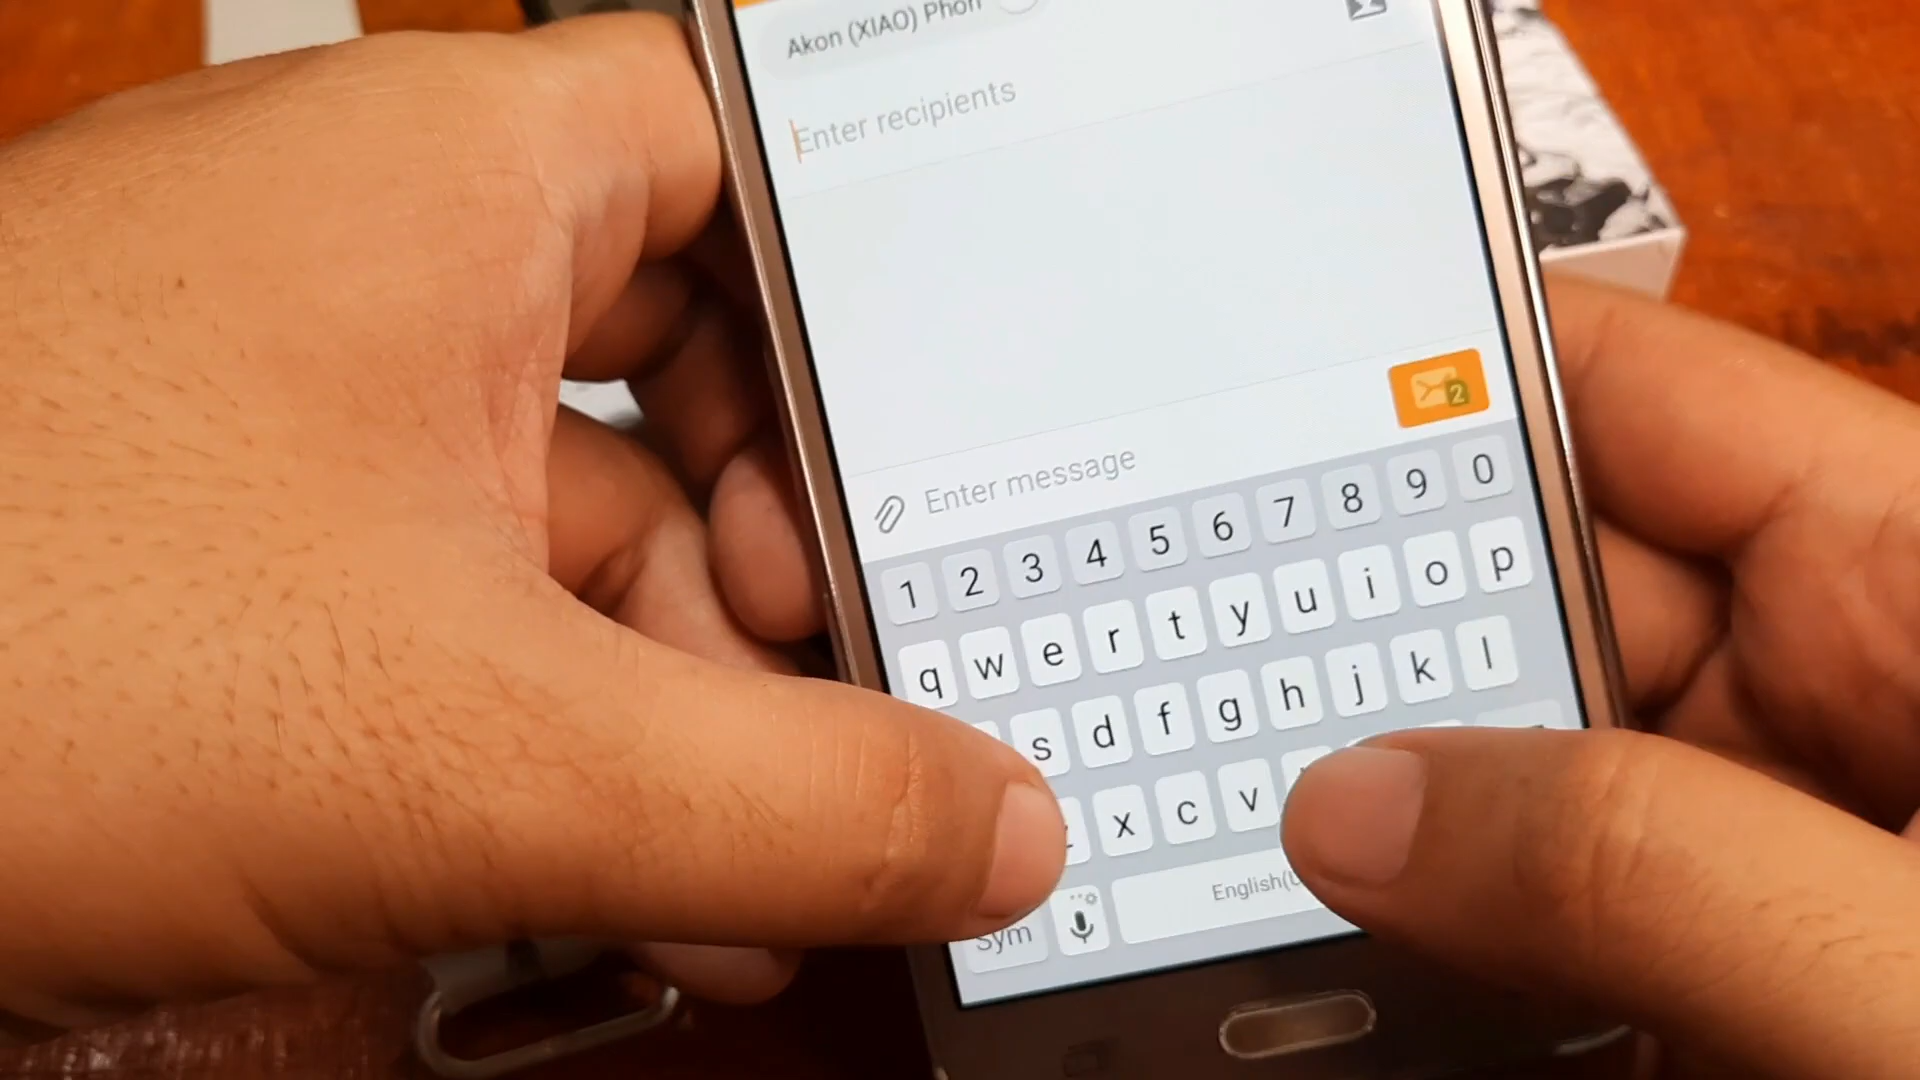 Akon (XIAO) Phon
Enter recipients
2
Enter message
1 2 3 4 5 6 7 8 9 0
q w e r t y u i o p
s d f g h j k l
x c v
Sym English(